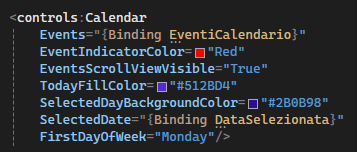 <controls:Calendar
Events="{Binding EventiCalendario}"
EventIndicatorColor="Red"
EventsScrollViewVisible="True"
TodayFillColor="#512BD4"
SelectedDayBackgroundColor="#2B0B98"
SelectedDate="{Binding DataSelezionata}"
FirstDayOfWeek="Monday"/>